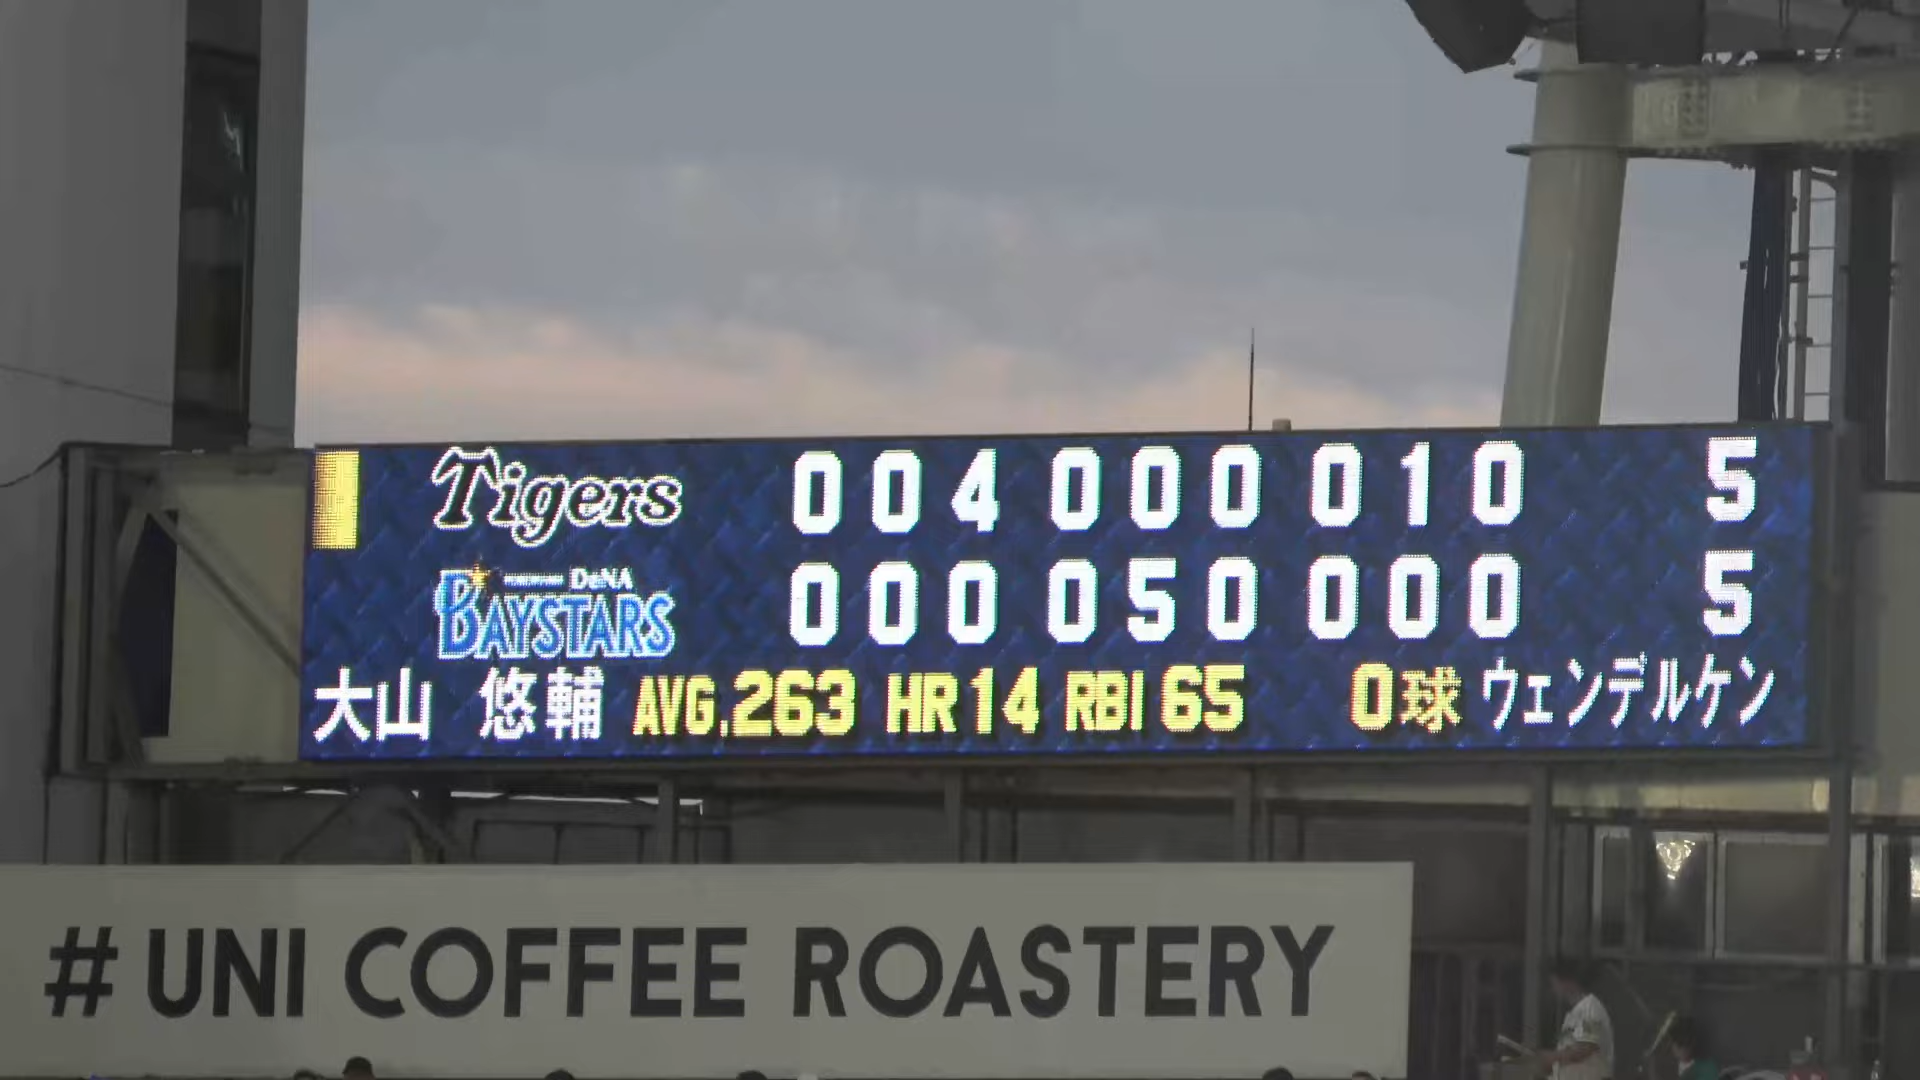 Tigers 0 0 4 0 0 0 0 1 0 5
DeNA
BAYSTARS 0 0 0 0 5 0 0 0 0 5
大山 悠輔 AVG.263 HR14 RBI65 0球 ウェンデルケン
# UNI COFFEE ROASTERY